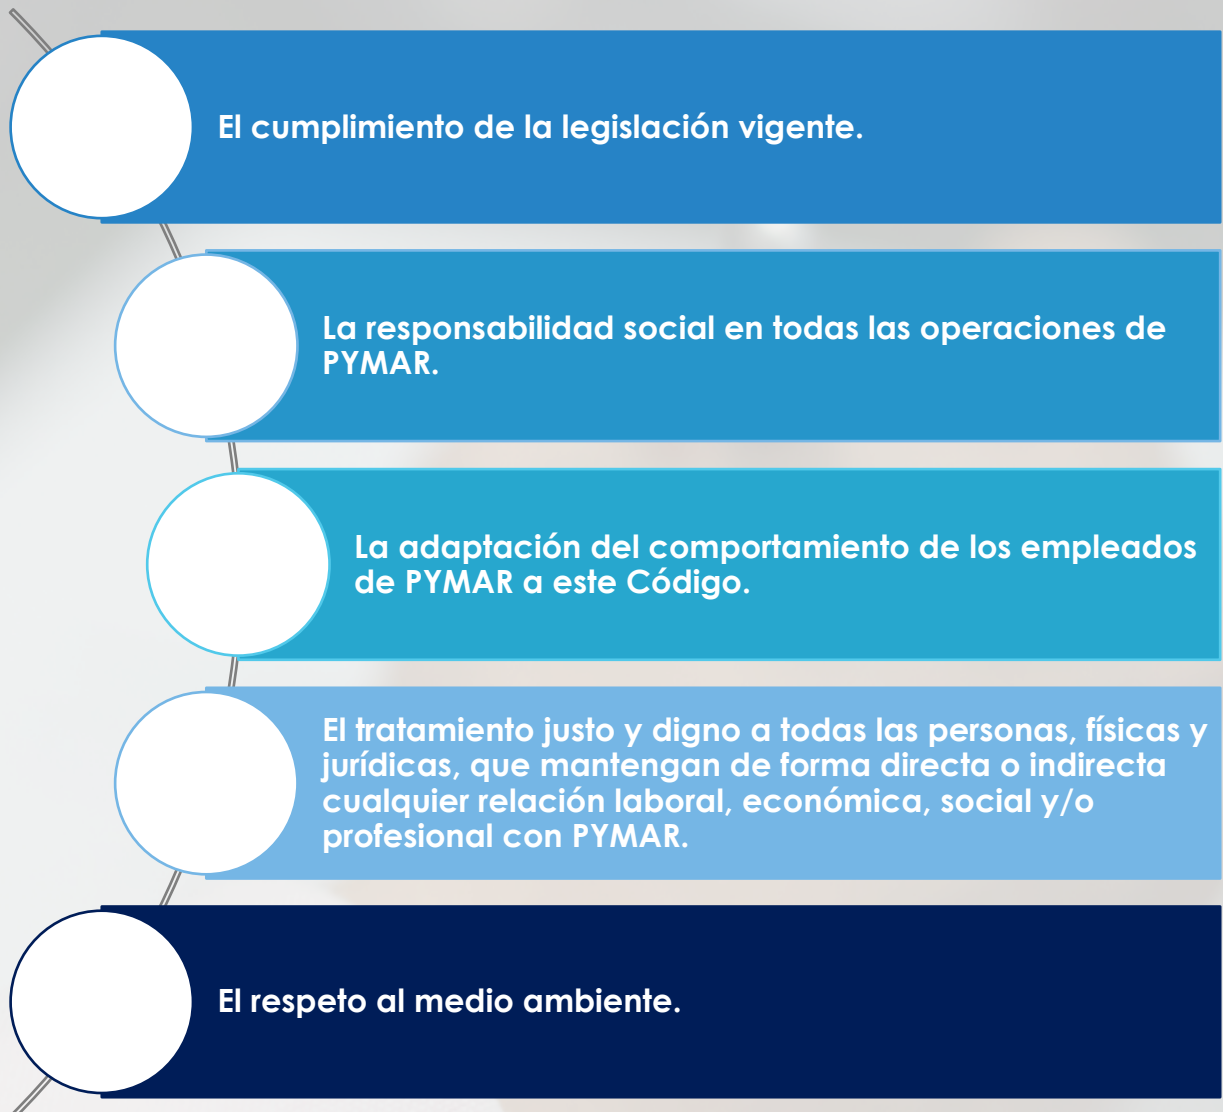 El cumplimiento de la legislación vigente.
La responsabilidad social en todas las operaciones de
PYMAR.
La adaptación del comportamiento de los empleados
de PYMAR a este Código.
El tratamiento justo y digno a todas las personas, físicas y
jurídicas, que mantengan de forma directa o indirecta
cualquier relación laboral, económica, social y/o
profesional con PYMAR.
El respeto al medio ambiente.